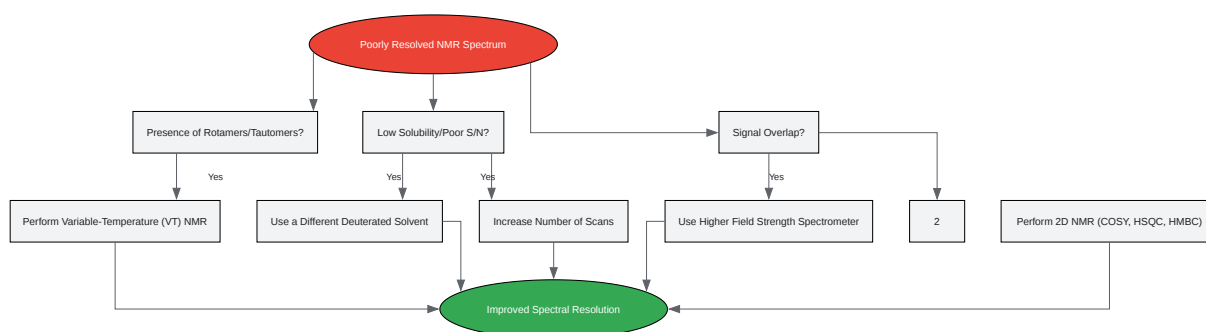 Poorly Resolved NMR Spectrum
Presence of Rotamers/Tautomers?
Low Solubility/Poor S/N?
Signal Overlap?
Yes
Yes
Yes
Yes
Perform Variable-Temperature (VT) NMR
Use a Different Deuterated Solvent
Increase Number of Scans
Use Higher Field Strength Spectrometer
2
Perform 2D NMR (COSY, HSQC, HMBC)
Improved Spectral Resolution